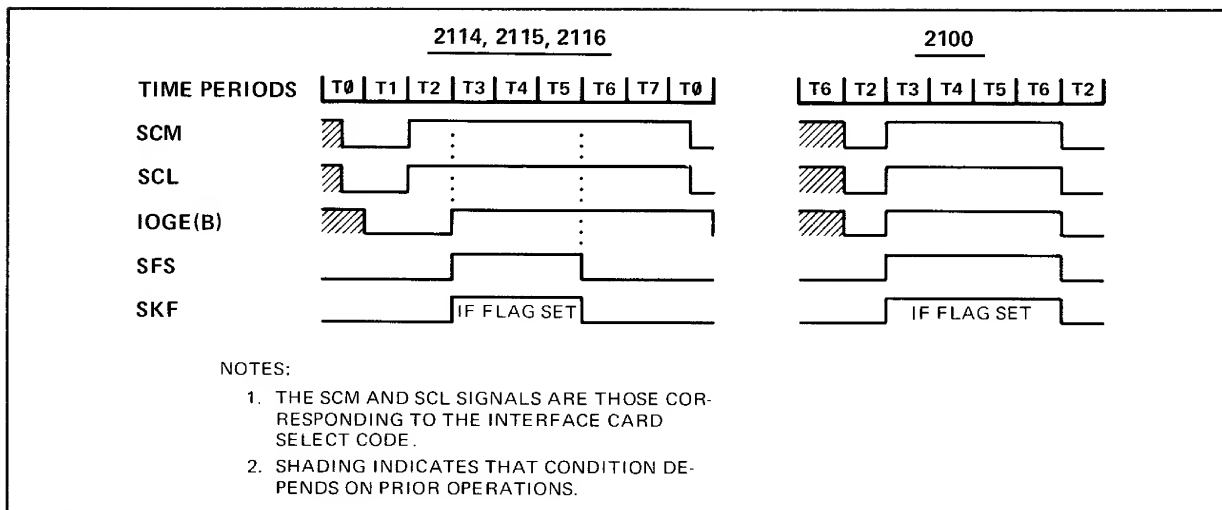 2114, 2115, 2116
2100
TIME PERIODS TØ T1 T2 T3 T4 T5 T6 T7 TØ T6 T2 T3 T4 T5 T6 T2
SCM
SCL
IOGE(B)
SFS
SKF IF FLAG SET IF FLAG SET
NOTES:
1. THE SCM AND SCL SIGNALS ARE THOSE COR-
RESPONDING TO THE INTERFACE CARD
SELECT CODE.
2. SHADING INDICATES THAT CONDITION DE-
PENDS ON PRIOR OPERATIONS.